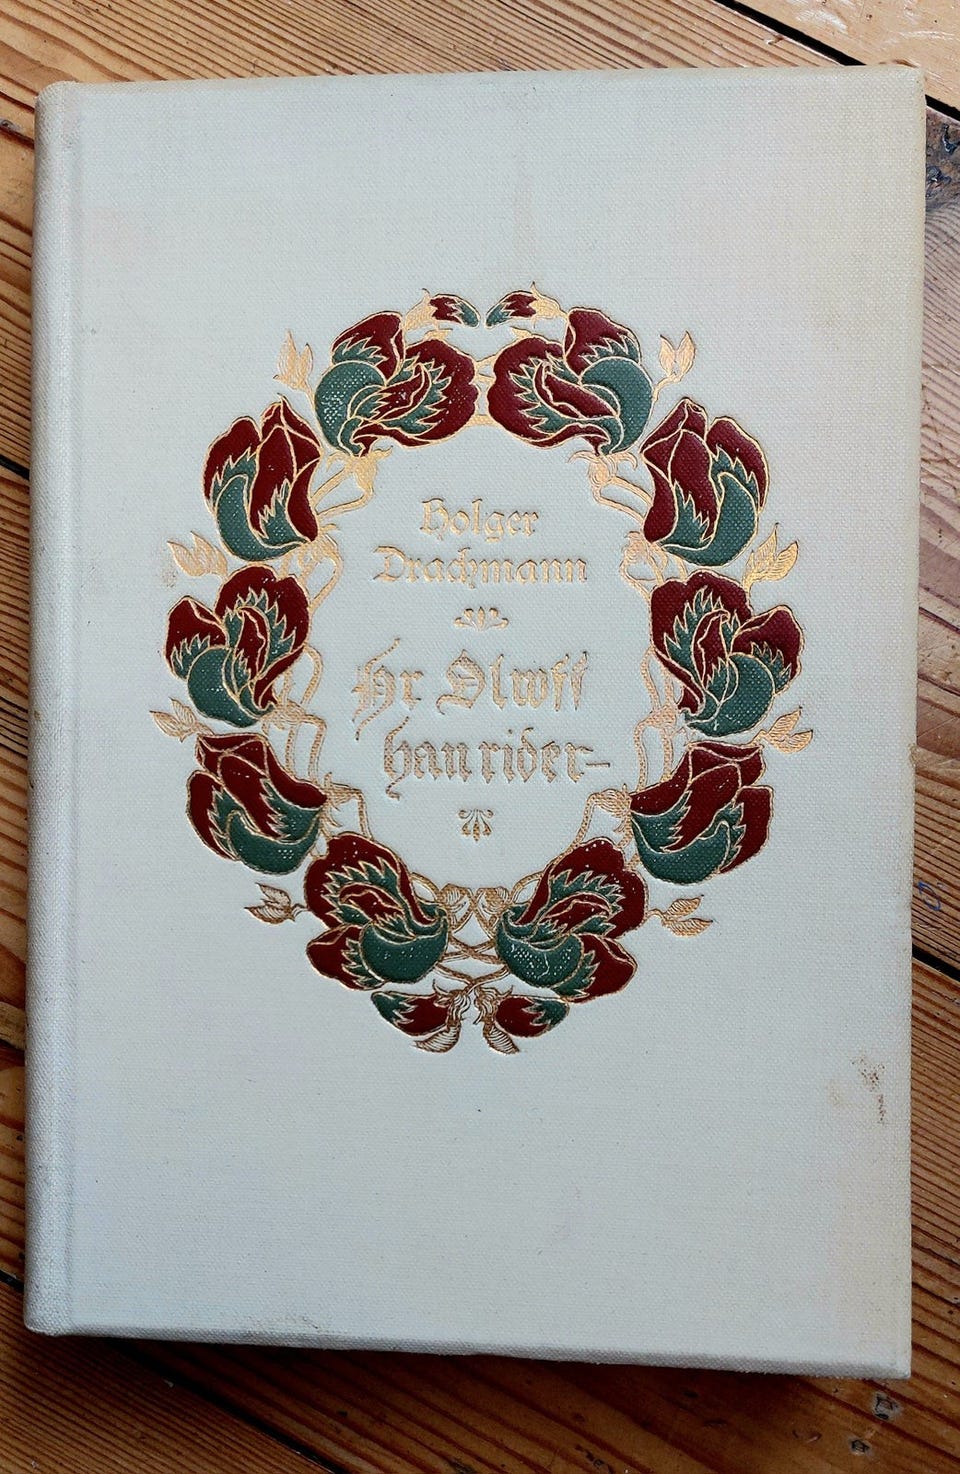 Holger
Drachmann
Hr Olwff
han rider–